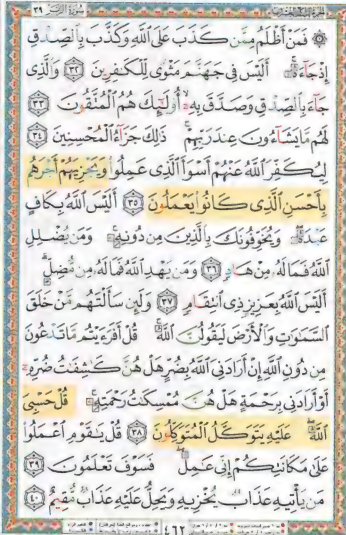 سُورَةُ الزُّمَرِ ٣٩
۞ فَمَنْ أَظْلَمُ مِمَّن كَذَبَ عَلَى ٱللَّهِ وَكَذَّبَ بِٱلصِّدْقِ
إِذْ جَآءَهُۥٓۚ أَلَيْسَ فِى جَهَنَّمَ مَثْوًى لِّلْكَٰفِرِينَ ٣٢ وَٱلَّذِى
جَآءَ بِٱلصِّدْقِ وَصَدَّقَ بِهِۦٓۙ أُو۟لَٰٓئِكَ هُمُ ٱلْمُتَّقُونَ ٣٣
لَهُم مَّا يَشَآءُونَ عِندَ رَبِّهِمْۚ ذَٰلِكَ جَزَآءُ ٱلْمُحْسِنِينَ ٣٤
لِيُكَفِّرَ ٱللَّهُ عَنْهُمْ أَسْوَأَ ٱلَّذِى عَمِلُوا۟ وَيَجْزِيَهُمْ أَجْرَهُم
بِأَحْسَنِ ٱلَّذِى كَانُوا۟ يَعْمَلُونَ ٣٥ أَلَيْسَ ٱللَّهُ بِكَافٍ
عَبْدَهُۥۖ وَيُخَوِّفُونَكَ بِٱلَّذِينَ مِن دُونِهِۦۚ وَمَن يُضْلِلِ
ٱللَّهُ فَمَا لَهُۥ مِنْ هَادٍ ٣٦ وَمَن يَهْدِ ٱللَّهُ فَمَا لَهُۥ مِن مُّضِلٍّۗ
أَلَيْسَ ٱللَّهُ بِعَزِيزٍ ذِى ٱنتِقَامٍ ٣٧ وَلَئِن سَأَلْتَهُم مَّنْ خَلَقَ
ٱلسَّمَٰوَٰتِ وَٱلْأَرْضَ لَيَقُولُنَّ ٱللَّهُۚ قُلْ أَفَرَءَيْتُم مَّا تَدْعُونَ
مِن دُونِ ٱللَّهِ إِنْ أَرَادَنِىَ ٱللَّهُ بِضُرٍّ هَلْ هُنَّ كَٰشِفَٰتُ ضُرِّهِۦٓ
أَوْ أَرَادَنِى بِرَحْمَةٍ هَلْ هُنَّ مُمْسِكَٰتُ رَحْمَتِهِۦۚ قُلْ حَسْبِىَ
ٱللَّهُۖ عَلَيْهِ يَتَوَكَّلُ ٱلْمُتَوَكِّلُونَ ٣٨ قُلْ يَٰقَوْمِ ٱعْمَلُوا۟
عَلَىٰ مَكَانَتِكُمْ إِنِّى عَٰمِلٌۖ فَسَوْفَ تَعْلَمُونَ ٣٩
مَن يَأْتِيهِ عَذَابٌ يُخْزِيهِ وَيَحِلُّ عَلَيْهِ عَذَابٌ مُّقِيمٌ ٤٠
٤٦٢